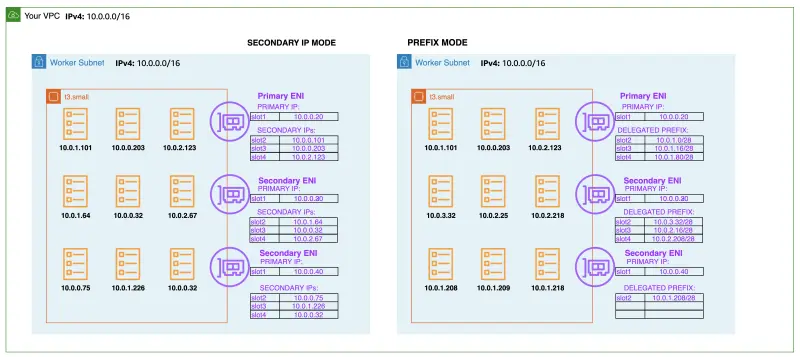 Your VPC IPv4: 10.0.0.0/16
SECONDARY IP MODE
Worker Subnet IPv4: 10.0.0.0/16
t3.small
10.0.1.101 10.0.0.203 10.0.2.123
10.0.1.64 10.0.0.32 10.0.2.67
10.0.0.75 10.0.1.226 10.0.0.32
Primary ENI
PRIMARY IP:
slot1 10.0.0.20
SECONDARY IPs:
slot2 10.0.0.101
slot3 10.0.0.203
slot4 10.0.2.123
Secondary ENI
PRIMARY IP:
slot1
SECONDARY IPs:
slot2 10.0.1.64
slot3 10.0.0.32
slot4 10.0.2.67
Secondary ENI
PRIMARY IP:
slot1 10.0.0.40
SECONDARY IPs:
slot2 10.0.0.75
slot3 10.0.1.226
slot4 10.0.0.32
PREFIX MODE
Worker Subnet IPv4: 10.0.0.0/16
t3.small
10.0.1.101 10.0.0.203 10.0.2.123
10.0.3.32 10.0.2.25 10.0.2.218
10.0.1.208 10.0.1.209 10.0.1.218
Primary ENI
PRIMARY IP:
slot1 10.0.0.20
DELEGATED PREFIX:
slot2 10.0.1.0/28
slot3 10.0.1.16/28
slot4 10.0.1.80/28
Secondary ENI
PRIMARY IP:
slot1
DELEGATED PREFIX:
slot2 10.0.3.32/28
slot3 10.0.2.16/28
slot4 10.0.2.208/28
Secondary ENI
PRIMARY IP:
slot1 10.0.0.40
DELEGATED PREFIX:
slot2 10.0.1.208/28